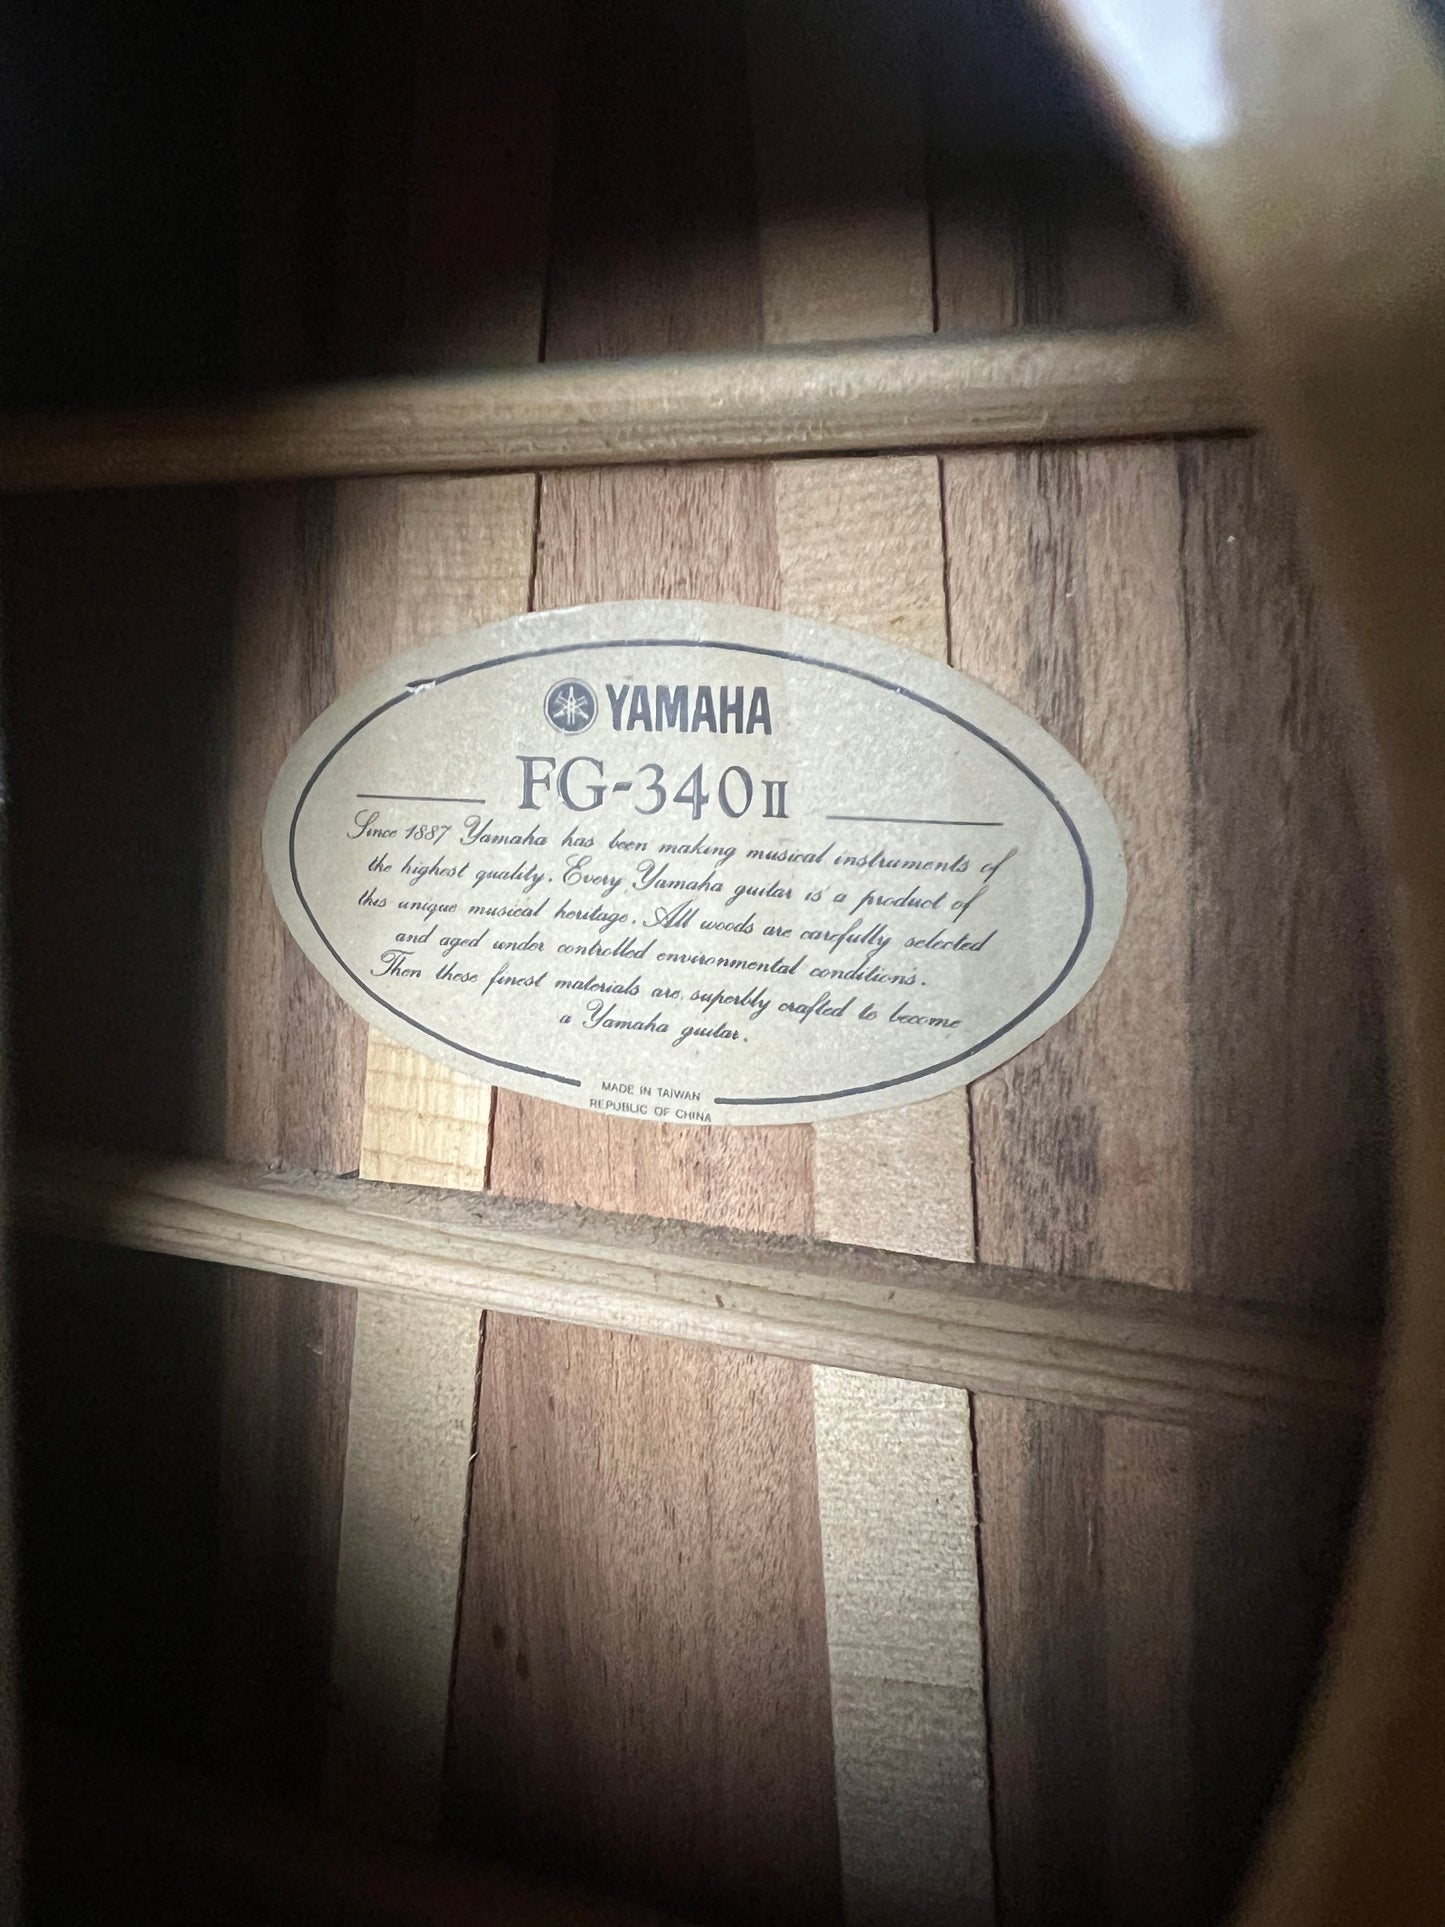 YAMAHA
FG-340II
Since 1887 Yamaha has been making musical instruments of
the highest quality. Every Yamaha guitar is a product of
this unique musical heritage. All woods are carefully selected
and aged under controlled environmental conditions.
Then these finest materials are superbly crafted to become
a Yamaha guitar.
MADE IN TAIWAN
REPUBLIC OF CHINA